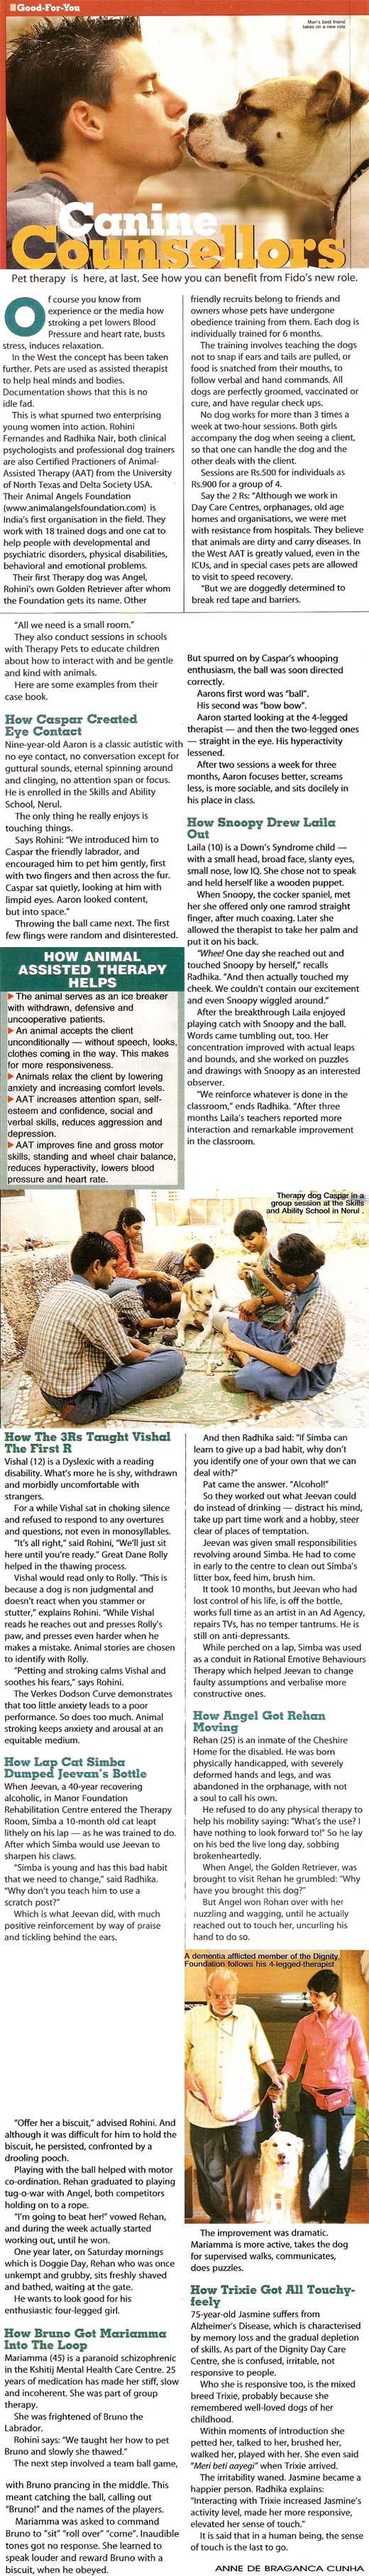 Good-For-You
Man's best friend
takes on a new role
Canine
Counsellors
Pet therapy is here, at last. See how you can benefit from Fido's new role.
Of course you know from
experience or the media how
stroking a pet lowers Blood
Pressure and heart rate, busts
stress, induces relaxation.
In the West the concept has been taken
further. Pets are used as assisted therapist
to help heal minds and bodies.
Documentation shows that this is no
idle fad.
This is what spurred two enterprising
young women into action. Rohini
Fernandes and Radhika Nair, both clinical
psychologists and professional dog trainers
are also Certified Practioners of Animal-
Assisted Therapy (AAT) from the University
of North Texas and Delta Society USA.
Their Animal Angels Foundation
(www.animalangelsfoundation.com) is
India's first organisation in the field. They
work with 18 trained dogs and one cat to
help people with developmental and
psychiatric disorders, physical disabilities,
behavioral and emotional problems.
Their first Therapy dog was Angel,
Rohini's own Golden Retriever after whom
the Foundation gets its name. Other
friendly recruits belong to friends and
owners whose pets have undergone
obedience training from them. Each dog is
individually trained for 6 months.
The training involves teaching the dogs
not to snap if ears and tails are pulled, or
food is snatched from their mouths, to
follow verbal and hand commands. All
dogs are perfectly groomed, vaccinated or
cure, and have regular check ups.
No dog works for more than 3 times a
week at two-hour sessions. Both girls
accompany the dog when seeing a client,
so that one can handle the dog and the
other deals with the client.
Sessions are Rs.500 for individuals as
Rs.900 for a group of 4.
Say the 2 Rs: "Although we work in
Day Care Centres, orphanages, old age
homes and organisations, we were met
with resistance from hospitals. They believe
that animals are dirty and carry diseases. In
the West AAT is greatly valued, even in the
ICUs, and in special cases pets are allowed
to visit to speed recovery.
"But we are doggedly determined to
break red tape and barriers.
"All we need is a small room."
They also conduct sessions in schools
with Therapy Pets to educate children
about how to interact with and be gentle
and kind with animals.
Here are some examples from their
case book.
How Caspar Created
Eye Contact
Nine-year-old Aaron is a classic autistic with
no eye contact, no conversation except for
guttural sounds, eternal spinning around
and clinging, no attention span or focus.
He is enrolled in the Skills and Ability
School, Nerul.
The only thing he really enjoys is
touching things.
Says Rohini: "We introduced him to
Caspar the friendly labrador, and
encouraged him to pet him gently, first
with two fingers and then across the fur.
Caspar sat quietly, looking at him with
limpid eyes. Aaron looked content,
but into space."
Throwing the ball came next. The first
few flings were random and disinterested.
HOW ANIMAL
ASSISTED THERAPY
HELPS
The animal serves as an ice breaker
with withdrawn, defensive and
uncooperative patients.
An animal accepts the client
unconditionally — without speech, looks,
clothes coming in the way. This makes
for more responsiveness.
Animals relax the client by lowering
anxiety and increasing comfort levels.
AAT increases attention span, self-
esteem and confidence, social and
verbal skills, reduces aggression and
depression.
AAT improves fine and gross motor
skills, standing and wheel chair balance,
reduces hyperactivity, lowers blood
pressure and heart rate.
But spurred on by Caspar's whooping
enthusiasm, the ball was soon directed
correctly.
Aarons first word was "ball".
His second was "bow bow".
Aaron started looking at the 4-legged
therapist — and then the two-legged ones
— straight in the eye. His hyperactivity
lessened.
After two sessions a week for three
months, Aaron focuses better, screams
less, is more sociable, and sits docilely in
his place in class.
How Snoopy Drew Laila
Out
Laila (10) is a Down's Syndrome child —
with a small head, broad face, slanty eyes,
small nose, low IQ. She chose not to speak
and held herself like a wooden puppet.
When Snoopy, the cocker spaniel, met
her she offered only one ramrod straight
finger, after much coaxing. Later she
allowed the therapist to take her palm and
put it on his back.
"Whee! One day she reached out and
touched Snoopy by herself," recalls
Radhika. "And then actually touched my
cheek. We couldn't contain our excitement
and even Snoopy wiggled around."
After the breakthrough Laila enjoyed
playing catch with Snoopy and the ball.
Words came tumbling out, too. Her
concentration improved with actual leaps
and bounds, and she worked on puzzles
and drawings with Snoopy as an interested
observer.
"We reinforce whatever is done in the
classroom," ends Radhika. "After three
months Laila's teachers reported more
interaction and remarkable improvement
in the classroom.
Therapy dog Caspar in a
group session at the Skills
and Ability School in Nerul .
How The 3Rs Taught Vishal
The First R
Vishal (12) is a Dyslexic with a reading
disability. What's more he is shy, withdrawn
and morbidly uncomfortable with
strangers.
For a while Vishal sat in choking silence
and refused to respond to any overtures
and questions, not even in monosyllables.
"It's all right," said Rohini, "We'll just sit
here until you're ready." Great Dane Rolly
helped in the thawing process.
Vishal would read only to Rolly. "This is
because a dog is non judgmental and
doesn't react when you stammer or
stutter," explains Rohini. "While Vishal
reads he reaches out and presses Rolly's
paw, and presses even harder when he
makes a mistake. Animal stories are chosen
to identify with Rolly.
"Petting and stroking calms Vishal and
soothes his fears," says Rohini.
The Verkes Dodson Curve demonstrates
that too little anxiety leads to a poor
performance. So does too much. Animal
stroking keeps anxiety and arousal at an
equitable medium.
How Lap Cat Simba
Dumped Jeevan's Bottle
When Jeevan, a 40-year recovering
alcoholic, in Manor Foundation
Rehabilitation Centre entered the Therapy
Room, Simba a 10-month old cat leapt
lithely on his lap — as he was trained to do.
After which Simba would use Jeevan to
sharpen his claws.
"Simba is young and has this bad habit
that we need to change," said Radhika.
"Why don't you teach him to use a
scratch post?"
Which is what Jeevan did, with much
positive reinforcement by way of praise
and tickling behind the ears.
And then Radhika said: "If Simba can
learn to give up a bad habit, why don't
you identify one of your own that we can
deal with?"
Pat came the answer. "Alcohol!"
So they worked out what Jeevan could
do instead of drinking — distract his mind,
take up part time work and a hobby, steer
clear of places of temptation.
Jeevan was given small responsibilities
revolving around Simba. He had to come
in early to the centre to clean out Simba's
litter box, feed him, brush him.
It took 10 months, but Jeevan who had
lost control of his life, is off the bottle,
works full time as an artist in an Ad Agency,
repairs TVs, has no temper tantrums. He is
still on anti-depressants.
While perched on a lap, Simba was used
as a conduit in Rational Emotive Behaviours
Therapy which helped Jeevan to change
faulty assumptions and verbalise more
constructive ones.
How Angel Got Rehan
Moving
Rehan (25) is an inmate of the Cheshire
Home for the disabled. He was born
physically handicapped, with severely
deformed hands and legs, and was
abandoned in the orphanage, with not
a soul to call his own.
He refused to do any physical therapy to
help his mobility saying: "What's the use? I
have nothing to look forward to!" So he lay
on his bed the live long day, sobbing
brokenheartedly.
When Angel, the Golden Retriever, was
brought to visit Rehan he grumbled: "Why
have you brought this dog?"
But Angel won Rohan over with her
nuzzling and wagging, until he actually
reached out to touch her, uncurling his
hand to do so.
A dementia afflicted member of the Dignity
Foundation follows his 4-legged-therapist
"Offer her a biscuit," advised Rohini. And
although it was difficult for him to hold the
biscuit, he persisted, confronted by a
drooling pooch.
Playing with the ball helped with motor
co-ordination. Rehan graduated to playing
tug-o-war with Angel, both competitors
holding on to a rope.
"I'm going to beat her!" vowed Rehan,
and during the week actually started
working out, until he won.
One year later, on Saturday mornings
which is Doggie Day, Rehan who was once
unkempt and grubby, sits freshly shaved
and bathed, waiting at the gate.
He wants to look good for his
enthusiastic four-legged girl.
How Bruno Got Mariamma
Into The Loop
Mariamma (45) is a paranoid schizophrenic
in the Kshitij Mental Health Care Centre. 25
years of medication has made her stiff, slow
and incoherent. She was part of group
therapy.
She was frightened of Bruno the
Labrador.
Rohini says: "We taught her how to pet
Bruno and slowly she thawed."
The next step involved a team ball game,
with Bruno prancing in the middle. This
meant catching the ball, calling out
"Bruno!" and the names of the players.
Mariamma was asked to command
Bruno to "sit" "roll over" "come". Inaudible
tones got no response. She learned to
speak louder and reward Bruno with a
biscuit, when he obeyed.
The improvement was dramatic.
Mariamma is more active, takes the dog
for supervised walks, communicates,
does puzzles.
How Trixie Got All Touchy-
feely
75-year-old Jasmine suffers from
Alzheimer's Disease, which is characterised
by memory loss and the gradual depletion
of skills. As part of the Dignity Day Care
Centre, she is confused, irritable, not
responsive to people.
Who she is responsive too, is the mixed
breed Trixie, probably because she
remembered well-loved dogs of her
childhood.
Within moments of introduction she
petted her, talked to her, brushed her,
walked her, played with her. She even said
"Meri beti aayegi" when Trixie arrived.
The irritability waned. Jasmine became a
happier person. Radhika explains:
"Interacting with Trixie increased Jasmine's
activity level, made her more responsive,
elevated her sense of touch."
It is said that in a human being, the sense
of touch is the last to go.
ANNE DE BRAGANCA CUNHA